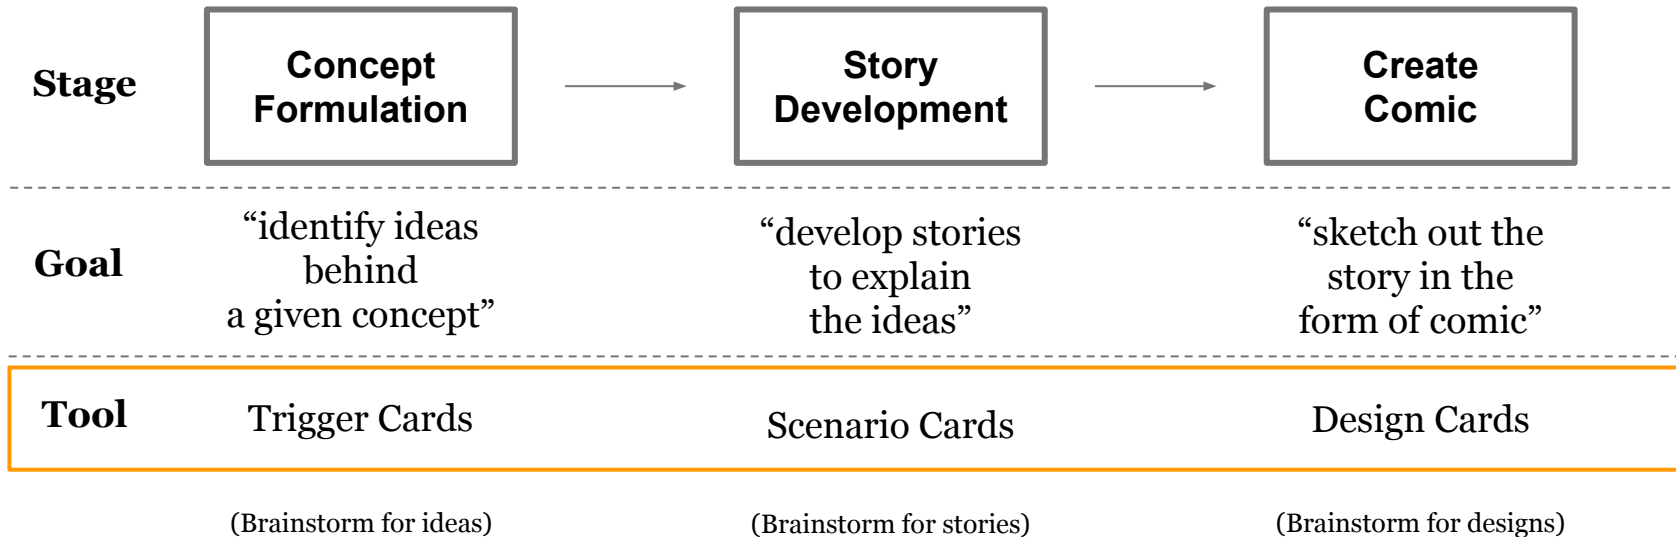 Stage
Concept
Formulation
Story
Development
Create
Comic
Goal
“identify ideas
behind
a given concept”
“develop stories
to explain
the ideas”
“sketch out the
story in the
form of comic”
Tool
Trigger Cards
Scenario Cards
Design Cards
(Brainstorm for ideas)
(Brainstorm for stories)
(Brainstorm for designs)